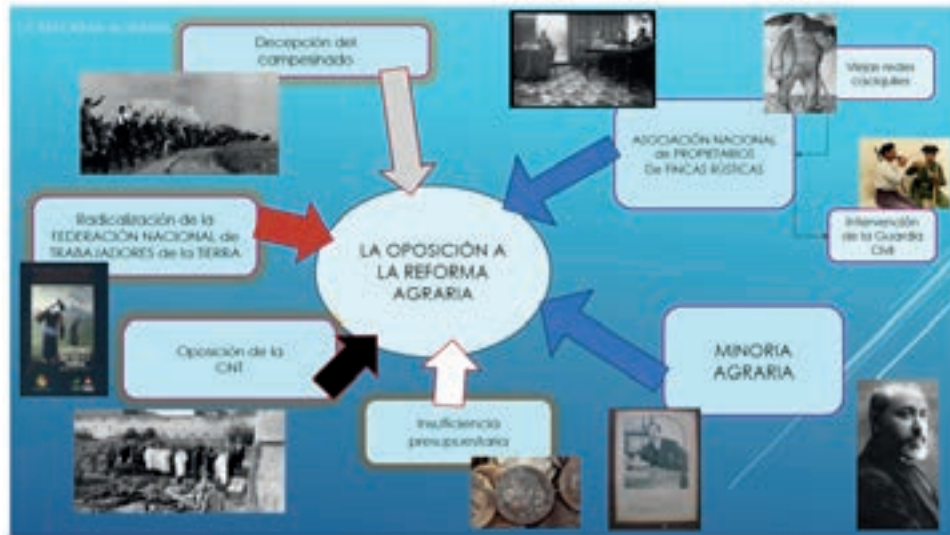 Decepción del
campesinado
ASOCIACIÓN NACIONAL
de PROPIETARIOS
De FINCAS RÚSTICAS
Viejas redes
caciquiles
Radicalización de la
FEDERACIÓN NACIONAL de
TRABAJADORES de la TIERRA
LA OPOSICIÓN A
LA REFORMA
AGRARIA
Intervención
de la Guardia
Civil
Oposición de la
CNT
MINORIA
AGRARIA
Insuficiencia
presupuestaria